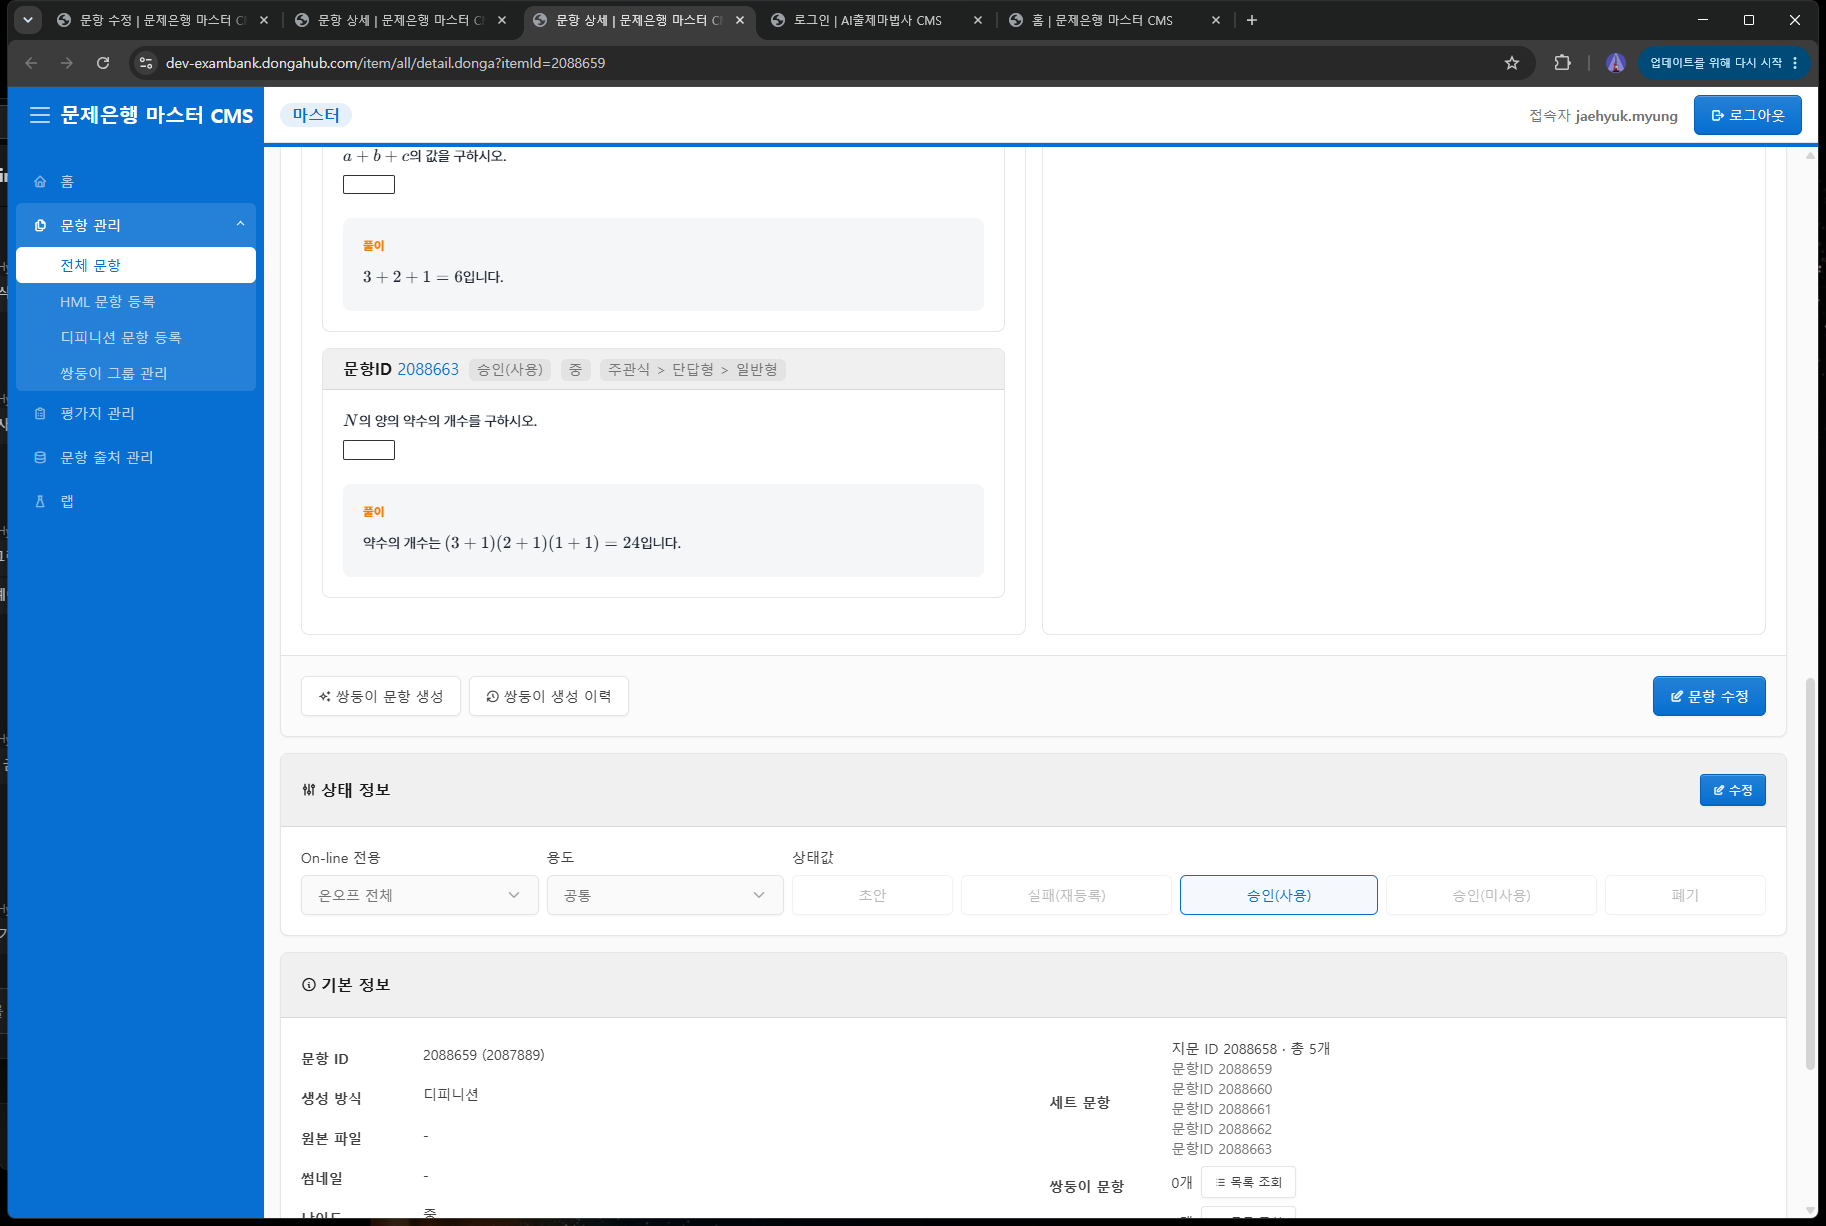 문항 수정 | 문제은행 마스터 C
문항 상세 | 문제은행 마스터 C
문항 상세 | 문제은행 마스터 C
로그인 | AI출제마법사 CMS
홈 | 문제은행 마스터 CMS
dev-exambank.dongahub.com/item/all/detail.donga?itemId=2088659
업데이트를 위해 다시 시작
문제은행 마스터 CMS
마스터
접속자 jaehyuk.myung
로그아웃
홈
문항 관리
전체 문항
HML 문항 등록
디피니션 문항 등록
쌍둥이 그룹 관리
평가지 관리
문항 출처 관리
랩
a + b + c의 값을 구하시오.
풀이
3 + 2 + 1 = 6입니다.
문항ID 2088663 승인(사용) 중 주관식 > 단답형 > 일반형
N의 양의 약수의 개수를 구하시오.
풀이
약수의 개수는 (3 + 1)(2 + 1)(1 + 1) = 24입니다.
쌍둥이 문항 생성
쌍둥이 생성 이력
문항 수정
상태 정보
수정
On-line 전용
용도
상태값
온오프 전체
공통
초안
실패(재등록)
승인(사용)
승인(미사용)
폐기
기본 정보
문항 ID
2088659 (2087889)
생성 방식
디피니션
원본 파일
-
썸네일
-
난이도
중
세트 문항
지문 ID 2088658 · 총 5개
문항ID 2088659
문항ID 2088660
문항ID 2088661
문항ID 2088662
문항ID 2088663
쌍둥이 문항
0개
목록 조회